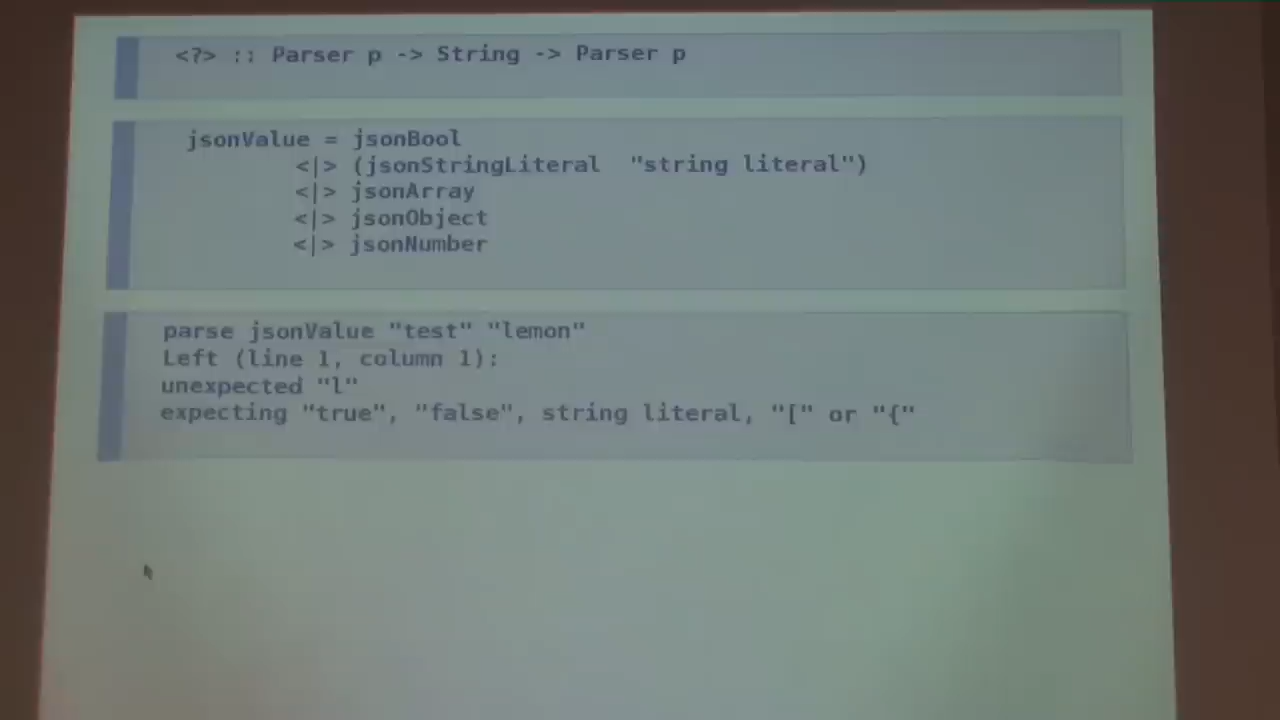 <?> :: Parser p -> String -> Parser p
jsonValue = jsonBool
<|> (jsonStringLiteral "string literal")
<|> jsonArray
<|> jsonObject
<|> jsonNumber
parse jsonValue "test" "lemon"
Left (line 1, column 1):
unexpected "l"
expecting "true", "false", string literal, "[" or "{"